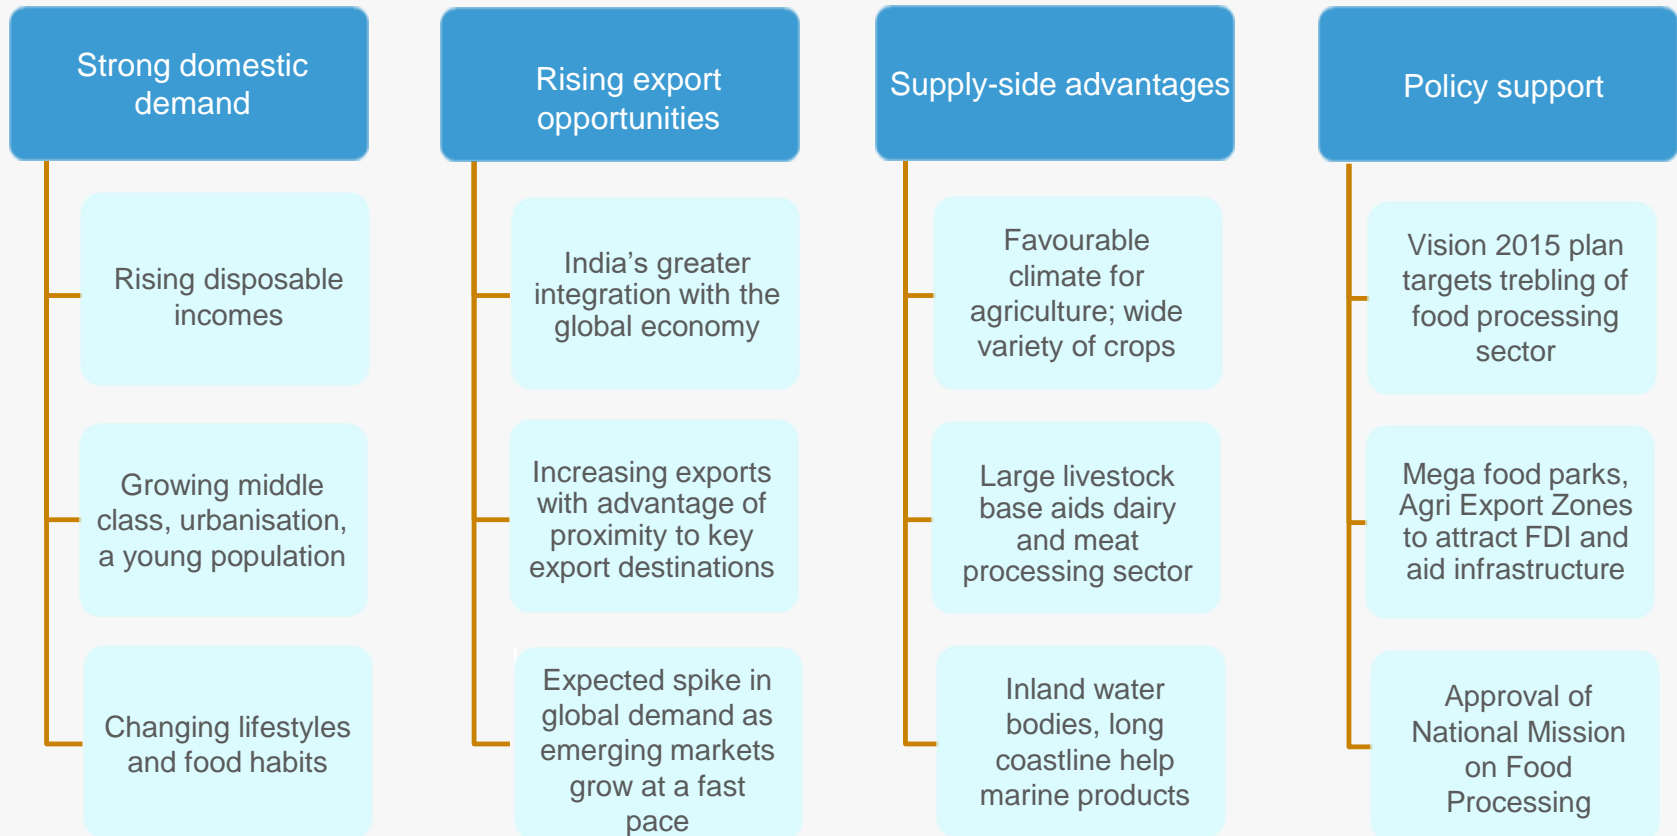 Strong domestic
demand
Rising disposable
incomes
Growing middle
class, urbanisation,
a young population
Changing lifestyles
and food habits
Rising export
opportunities
India’s greater
integration with the
global economy
Increasing exports
with advantage of
proximity to key
export destinations
Expected spike in
global demand as
emerging markets
grow at a fast
pace
Supply-side advantages
Favourable
climate for
agriculture; wide
variety of crops
Large livestock
base aids dairy
and meat
processing sector
Inland water
bodies, long
coastline help
marine products
Policy support
Vision 2015 plan
targets trebling of
food processing
sector
Mega food parks,
Agri Export Zones
to attract FDI and
aid infrastructure
Approval of
National Mission
on Food
Processing